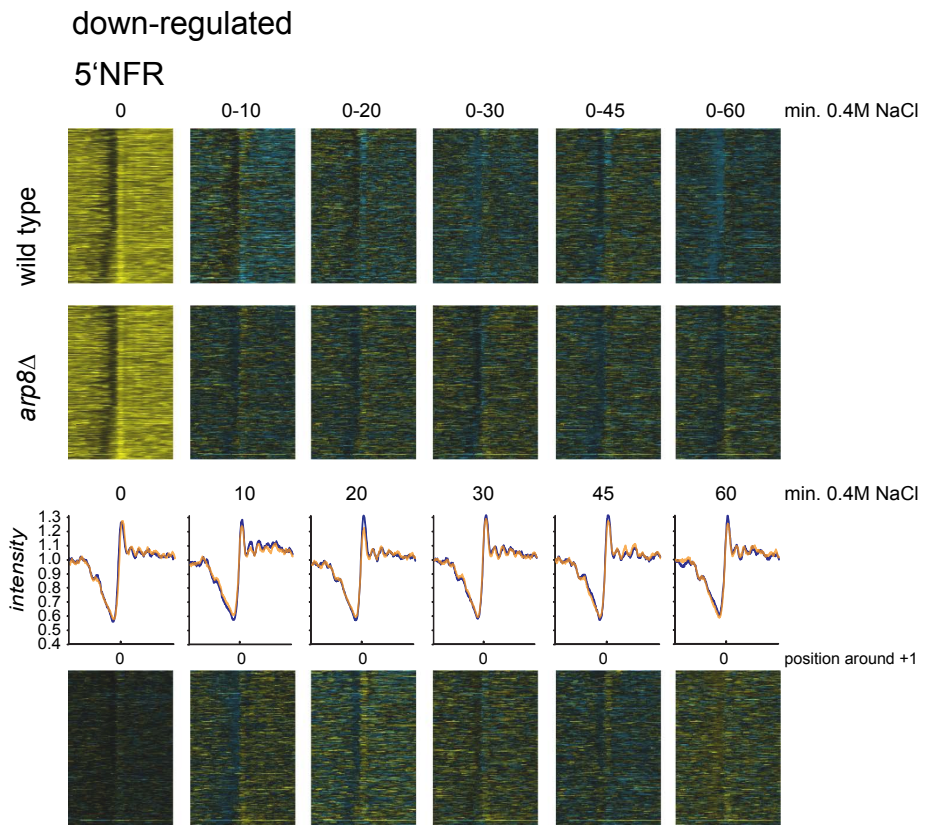 down-regulated
5‘NFR
0 0-10 0-20 0-30 0-45 0-60 min. 0.4M NaCl
wild type
arp8Δ
0 10 20 30 45 60 min. 0.4M NaCl
intensity
1.3
1.2
1.1
1.0
0.9
0.8
0.7
0.6
0.5
0.4
0 0 0 0 0 0 position around +1